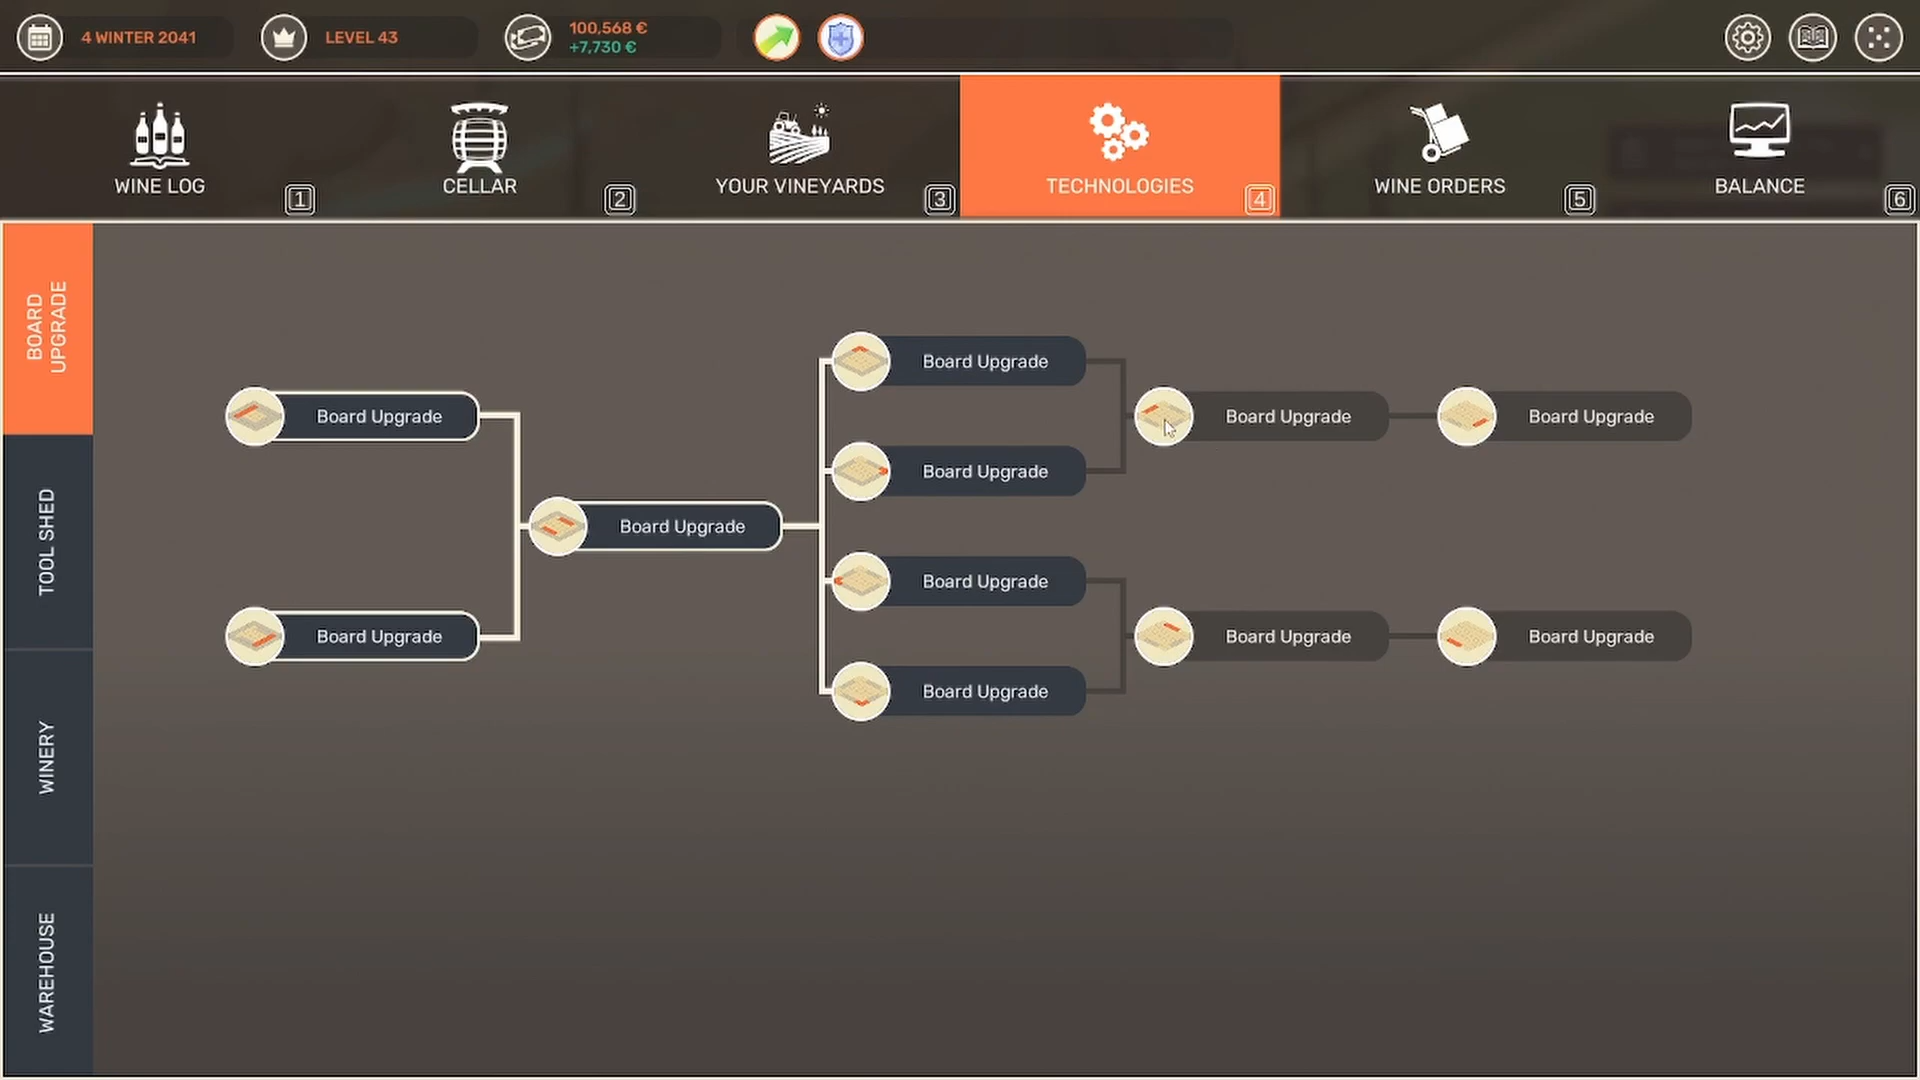 4 WINTER 2041
LEVEL 43
100,568 €
+7,730 €
WINE LOG
1
CELLAR
2
YOUR VINEYARDS
3
TECHNOLOGIES
4
WINE ORDERS
5
BALANCE
6
BOARD
UPGRADE
TOOL SHED
WINERY
WAREHOUSE
Board Upgrade
Board Upgrade
Board Upgrade
Board Upgrade
Board Upgrade
Board Upgrade
Board Upgrade
Board Upgrade
Board Upgrade
Board Upgrade
Board Upgrade